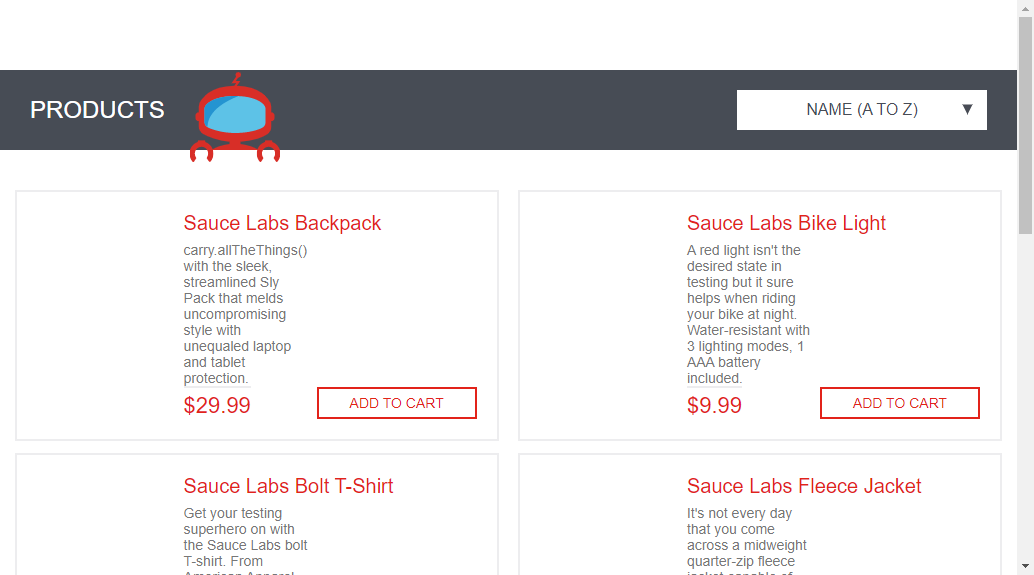 PRODUCTS
NAME (A TO Z) ▼
Sauce Labs Backpack
carry.allTheThings()
with the sleek,
streamlined Sly
Pack that melds
uncompromising
style with
unequaled laptop
and tablet
protection.
$29.99
ADD TO CART
Sauce Labs Bike Light
A red light isn't the
desired state in
testing but it sure
helps when riding
your bike at night.
Water-resistant with
3 lighting modes, 1
AAA battery
included.
$9.99
ADD TO CART
Sauce Labs Bolt T-Shirt
Get your testing
superhero on with
the Sauce Labs bolt
T-shirt. From
American Apparel
Sauce Labs Fleece Jacket
It's not every day
that you come
across a midweight
quarter-zip fleece
jacket capable of